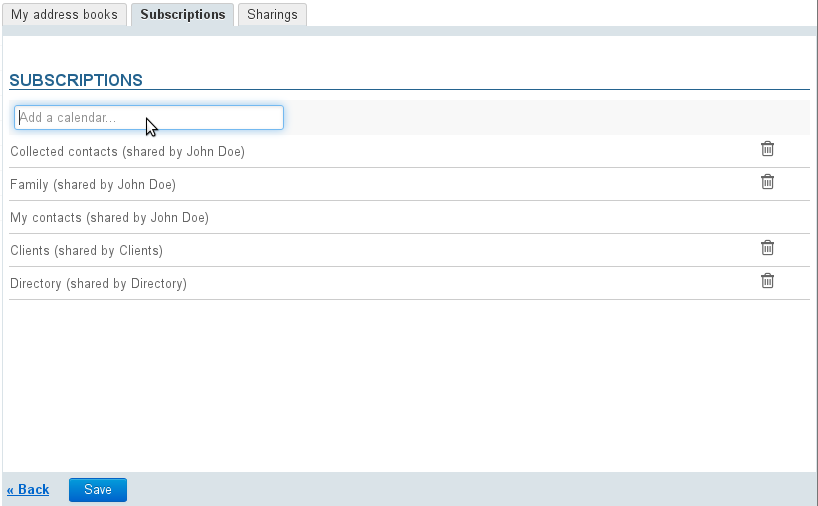 My address books Subscriptions Sharings
SUBSCRIPTIONS
Add a calendar...
Collected contacts (shared by John Doe)
Family (shared by John Doe)
My contacts (shared by John Doe)
Clients (shared by Clients)
Directory (shared by Directory)
« Back Save